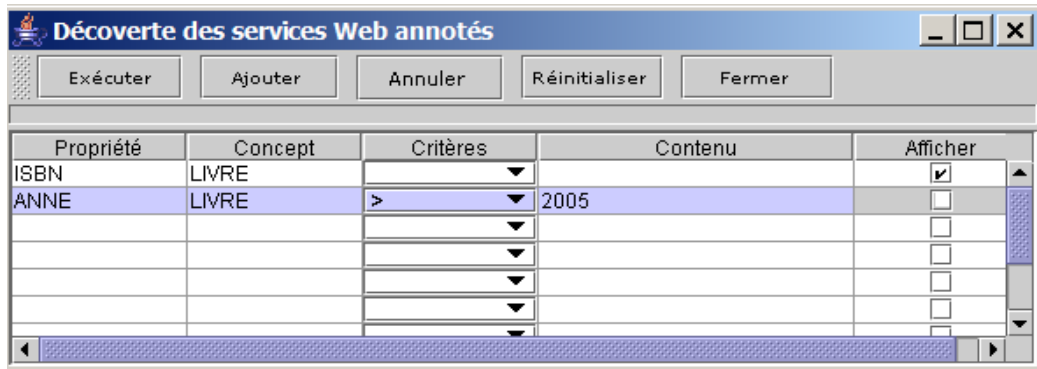 Découverte des services Web annotés
Exécuter Ajouter Annuler Réinitialiser Fermer
Propriété Concept Critères Contenu Afficher
ISBN LIVRE
ANNE LIVRE > 2005